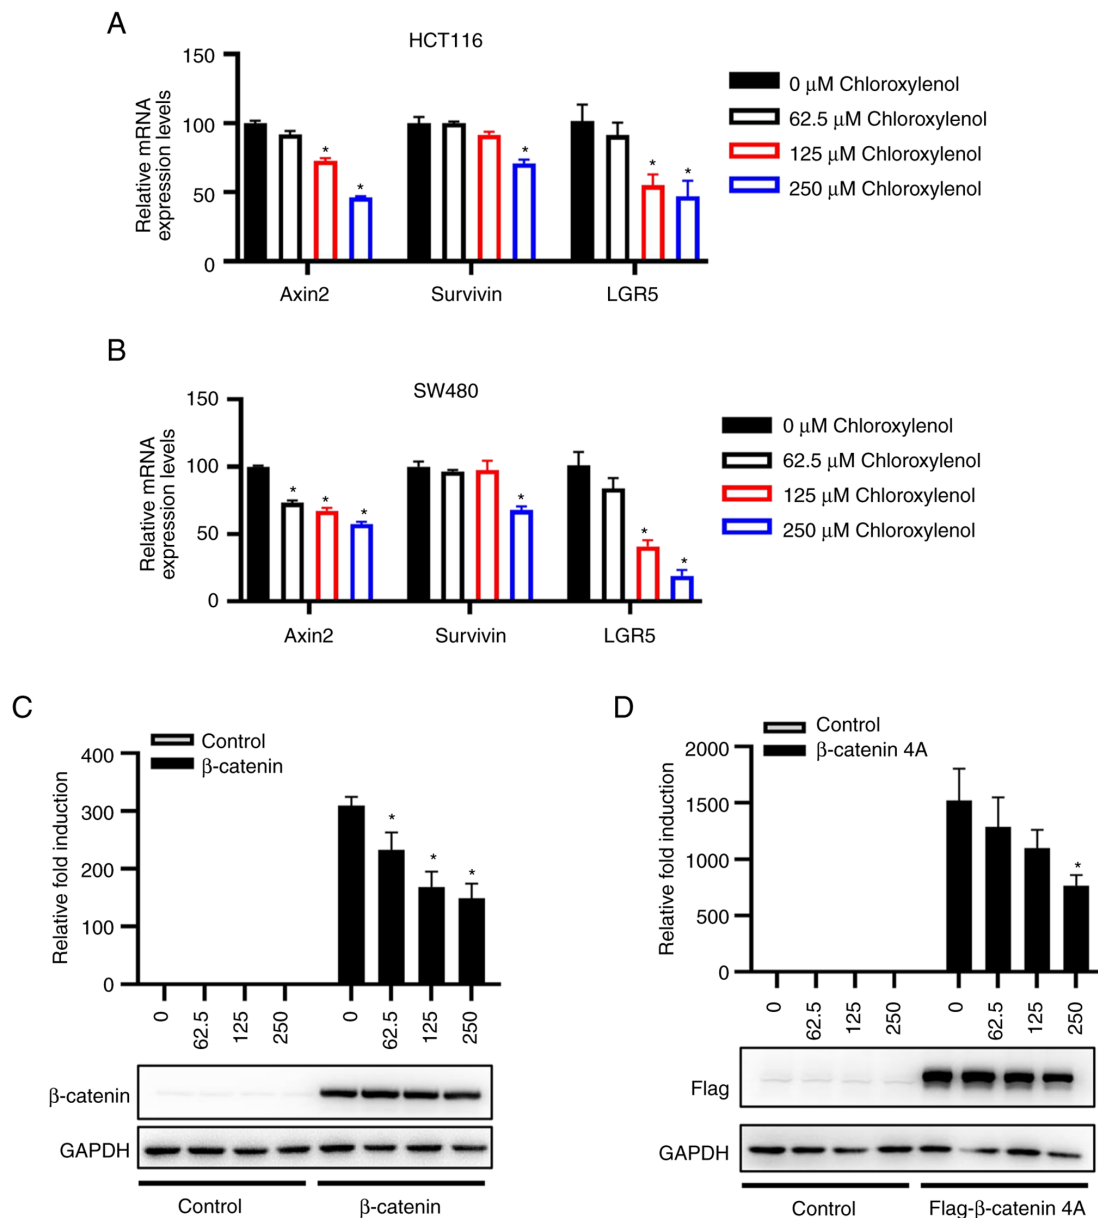 A
HCT116
Relative mRNA
expression levels
150
100
50
0
* * * * *
Axin2 Survivin LGR5
0 μM Chloroxylenol
62.5 μM Chloroxylenol
125 μM Chloroxylenol
250 μM Chloroxylenol
B
SW480
Relative mRNA
expression levels
150
100
50
0
* * * * * *
Axin2 Survivin LGR5
0 μM Chloroxylenol
62.5 μM Chloroxylenol
125 μM Chloroxylenol
250 μM Chloroxylenol
C
Control
β-catenin
Relative fold induction
400
300
200
100
0
* * *
0 62.5 125 250 0 62.5 125 250
β-catenin
GAPDH
Control β-catenin
D
Control
β-catenin 4A
Relative fold induction
2000
1500
1000
500
0
*
0 62.5 125 250 0 62.5 125 250
Flag
GAPDH
Control Flag-β-catenin 4A